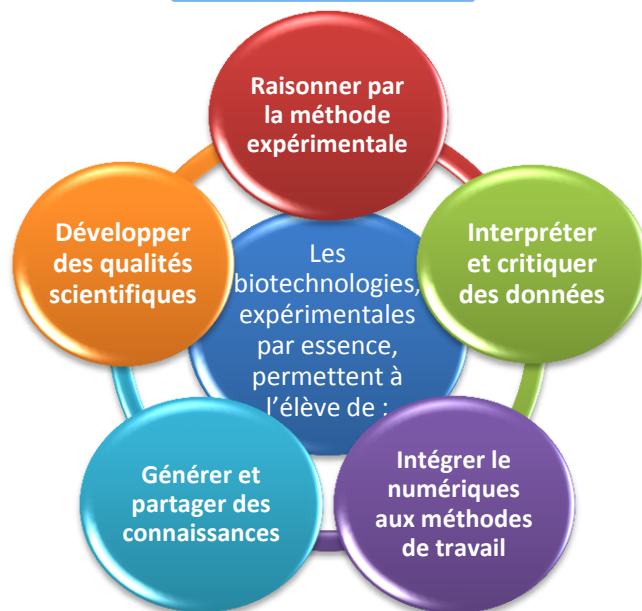 Raisonner par
la méthode
expérimentale
Interpréter
et critiquer
des données
Intégrer le
numériques
aux méthodes
de travail
Générer et
partager des
connaissances
Développer
des qualités
scientifiques
Les
biotechnologies,
expérimentales
par essence,
permettent à
l'élève de :